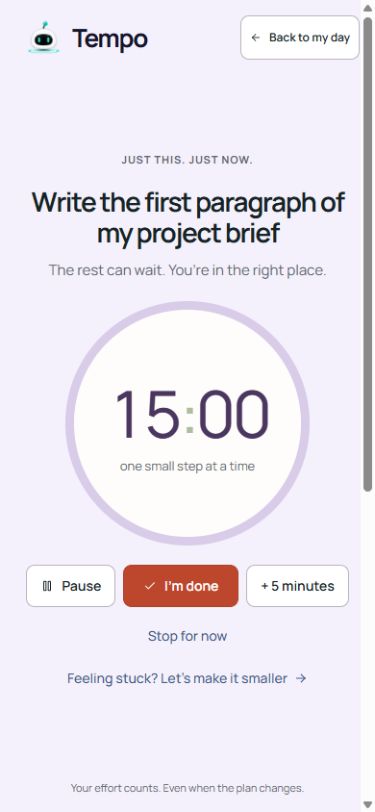 Tempo
← Back to my day
JUST THIS. JUST NOW.
Write the first paragraph of
my project brief
The rest can wait. You're in the right place.
15:00
one small step at a time
Pause
I'm done
+ 5 minutes
Stop for now
Feeling stuck? Let's make it smaller →
Your effort counts. Even when the plan changes.